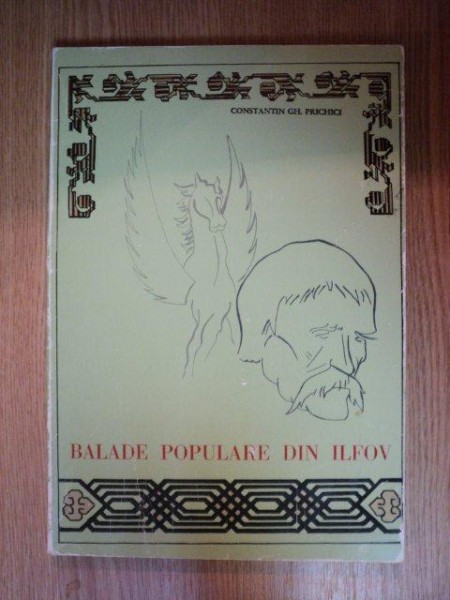 CONSTANTIN GH. PRICHICI
BALADE POPULARE DIN ILFOV